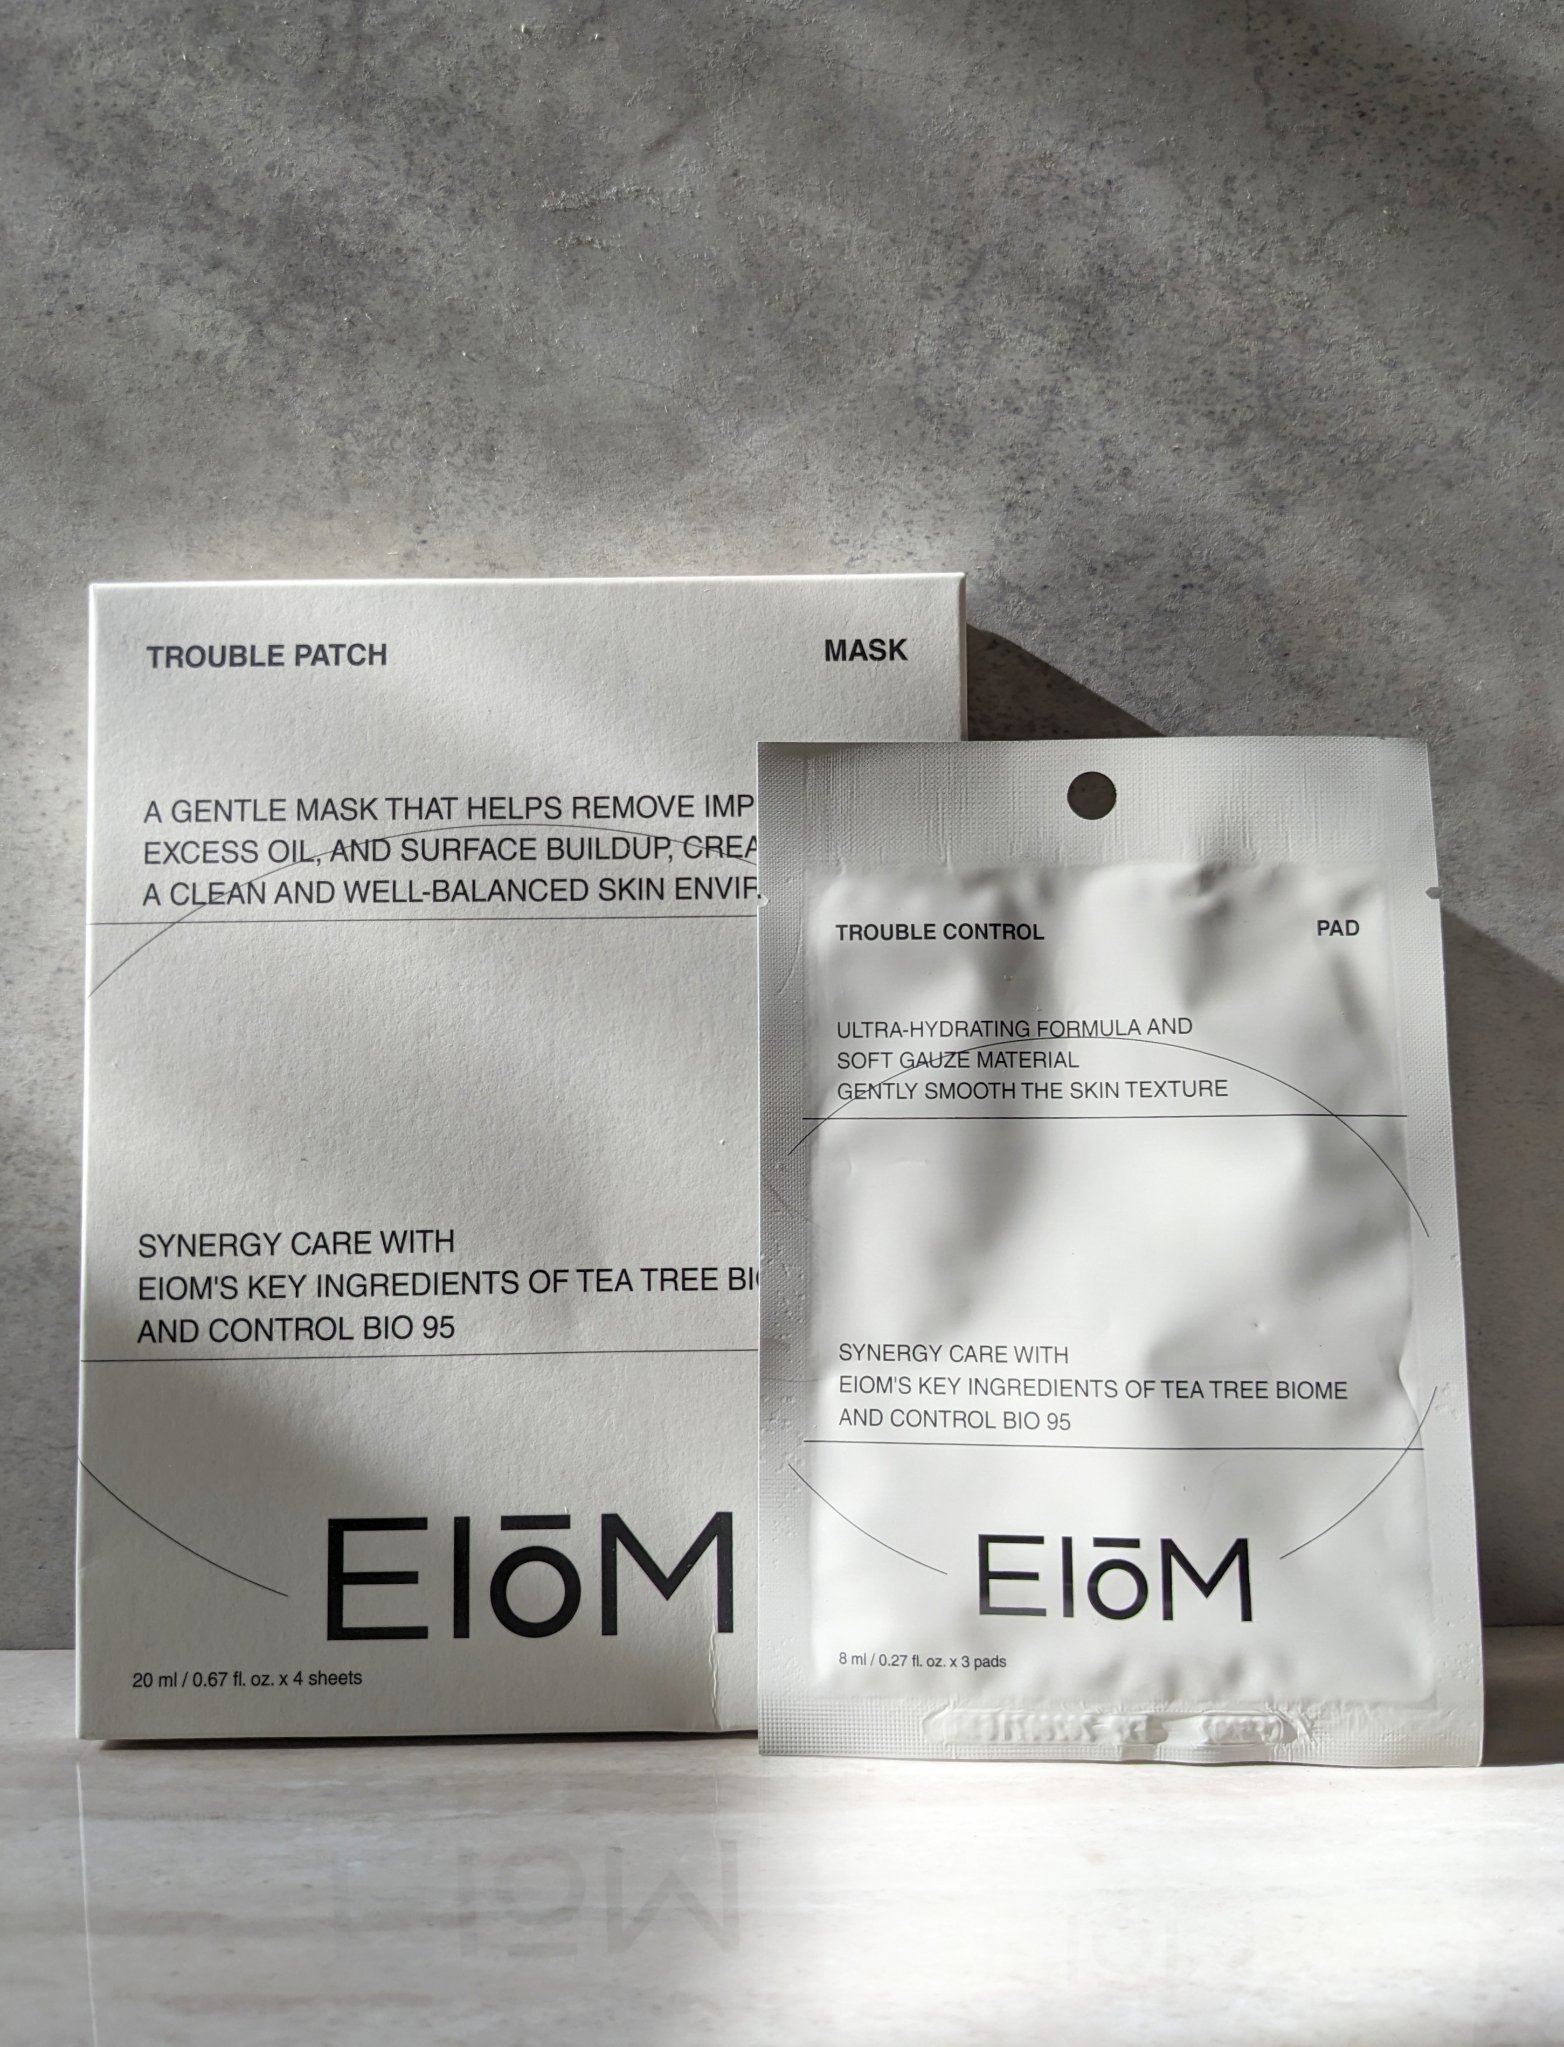 TROUBLE PATCH MASK
A GENTLE MASK THAT HELPS REMOVE IMP
EXCESS OIL, AND SURFACE BUILDUP, CREA
A CLEAN AND WELL-BALANCED SKIN ENVIR
SYNERGY CARE WITH
EIOM'S KEY INGREDIENTS OF TEA TREE BIO
AND CONTROL BIO 95
EIōM
20 ml / 0.67 fl. oz. x 4 sheets
TROUBLE CONTROL PAD
ULTRA-HYDRATING FORMULA AND
SOFT GAUZE MATERIAL
GENTLY SMOOTH THE SKIN TEXTURE
SYNERGY CARE WITH
EIOM'S KEY INGREDIENTS OF TEA TREE BIOME
AND CONTROL BIO 95
EIōM
8 ml / 0.27 fl. oz. x 3 pads